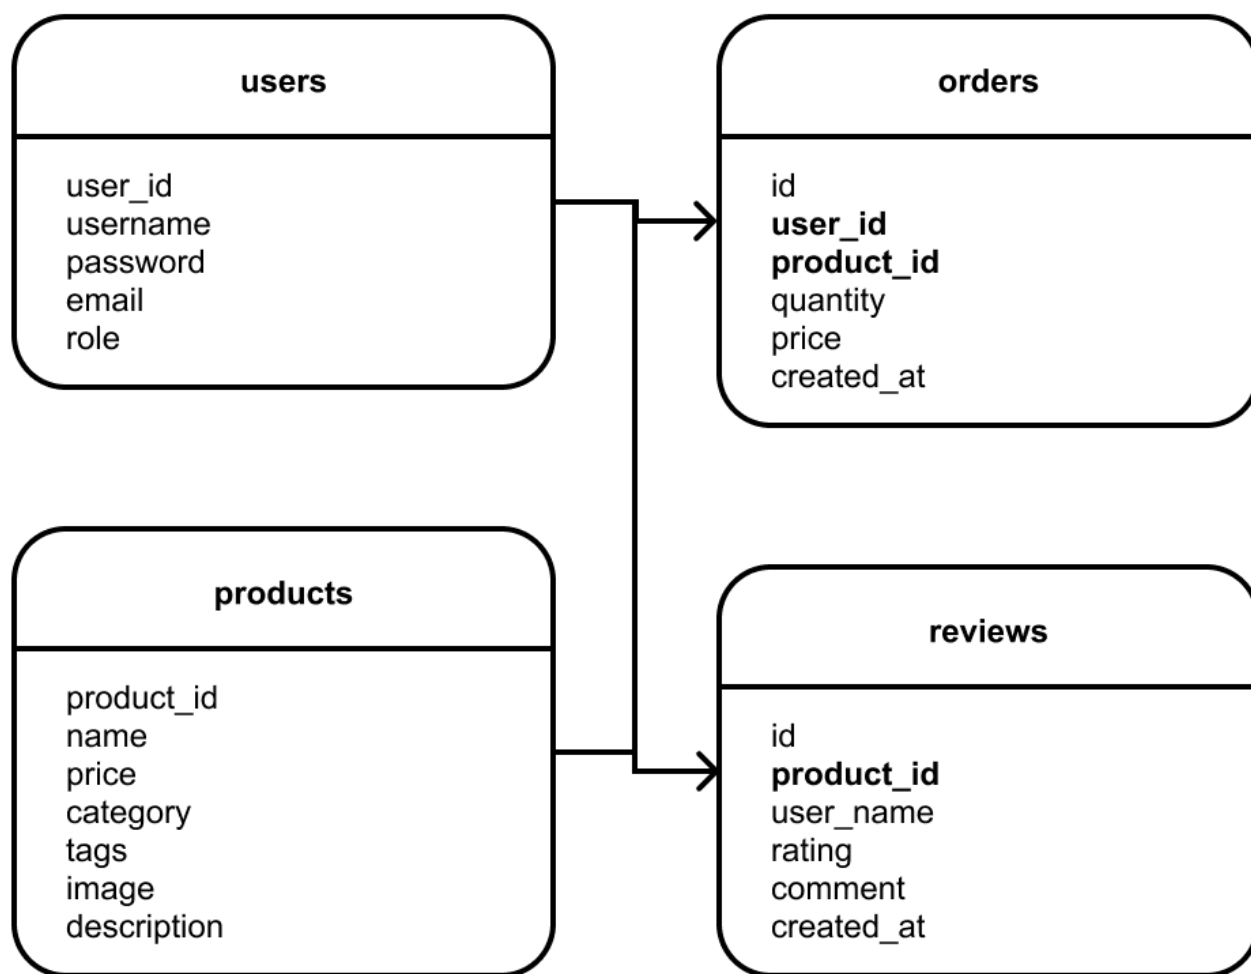 users
user_id
username
password
email
role
orders
id
user_id
product_id
quantity
price
created_at
products
product_id
name
price
category
tags
image
description
reviews
id
product_id
user_name
rating
comment
created_at